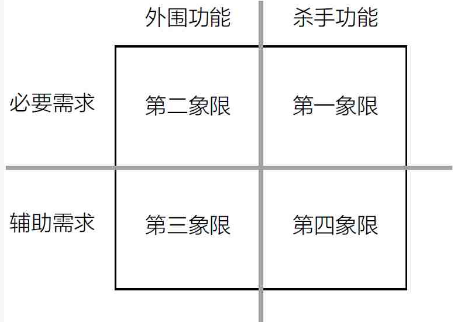 外围功能 杀手功能
必要需求 第二象限 第一象限
辅助需求 第三象限 第四象限